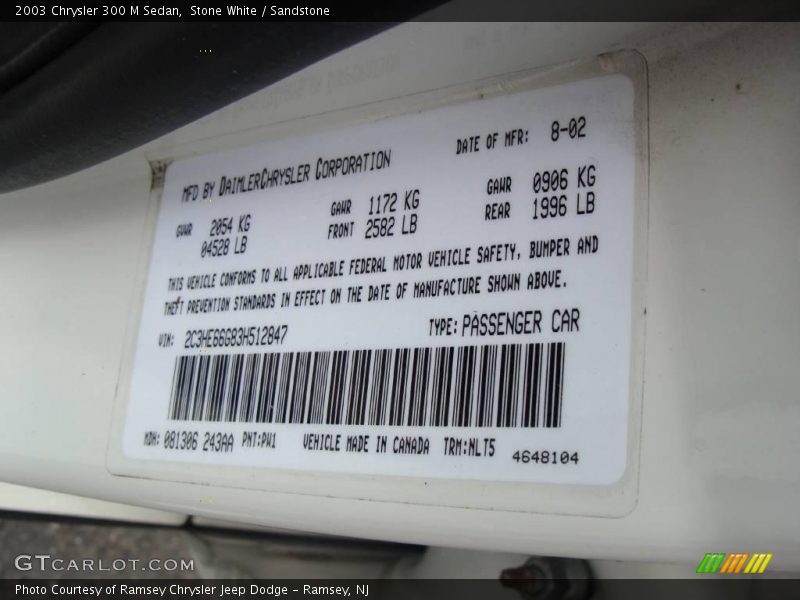 2003 Chrysler 300 M Sedan, Stone White / Sandstone
MFD BY DAIMLERCHRYSLER CORPORATION
DATE OF MFR: 8-02
GVWR 2054 KG
04528 LB
GAWR 1172 KG
FRONT 2582 LB
GAWR 0906 KG
REAR 1996 LB
THIS VEHICLE CONFORMS TO ALL APPLICABLE FEDERAL MOTOR VEHICLE SAFETY, BUMPER AND
THEFT PREVENTION STANDARDS IN EFFECT ON THE DATE OF MANUFACTURE SHOWN ABOVE.
VIN: 2C3HE66G83H512847
TYPE: PASSENGER CAR
MDH: 081306 243AA PNT:PW1 VEHICLE MADE IN CANADA TRM:NLT5
4648104
GTCARLOT.COM
Photo Courtesy of Ramsey Chrysler Jeep Dodge – Ramsey, NJ